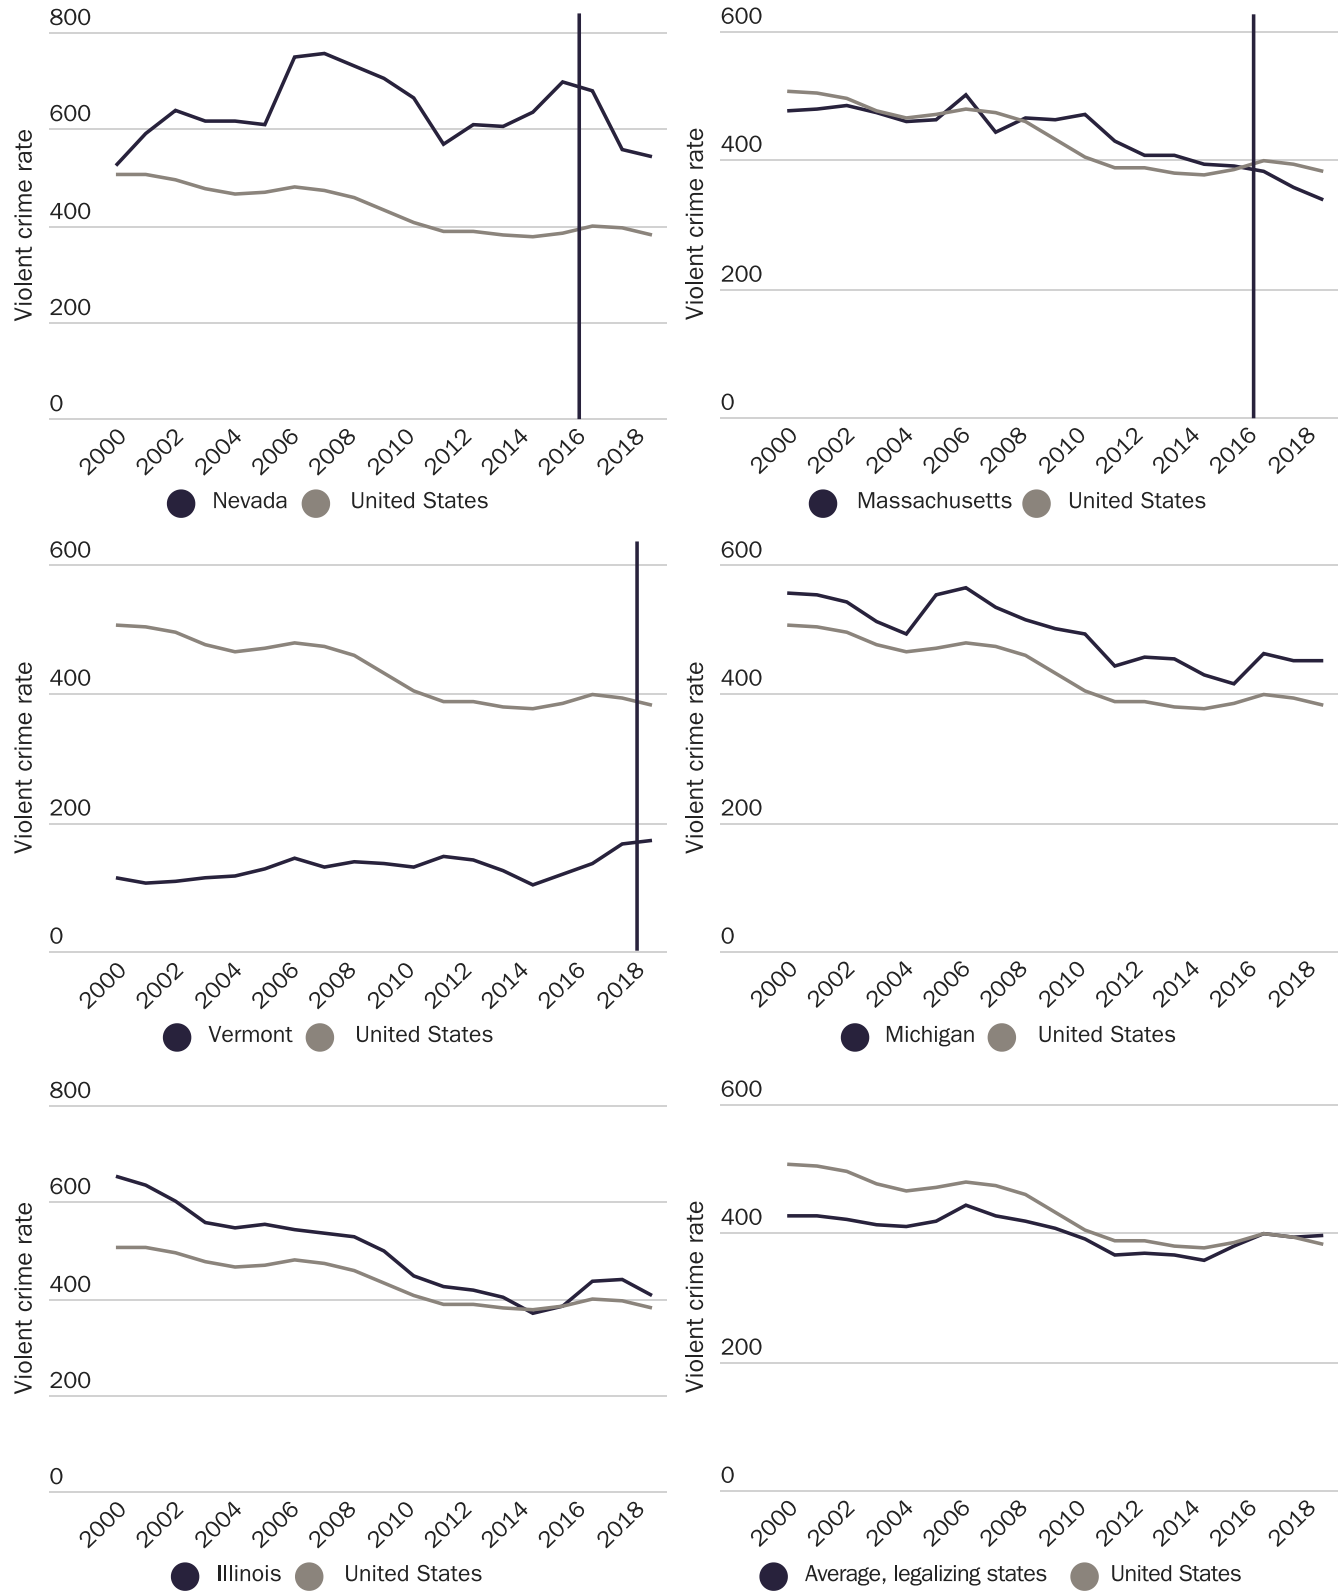 800
600
400
200
0
Violent crime rate
2000 2002 2004 2006 2008 2010 2012 2014 2016 2018
Nevada United States
600
400
200
0
Violent crime rate
2000 2002 2004 2006 2008 2010 2012 2014 2016 2018
Massachusetts United States
600
400
200
0
Violent crime rate
2000 2002 2004 2006 2008 2010 2012 2014 2016 2018
Vermont United States
600
400
200
0
Violent crime rate
2000 2002 2004 2006 2008 2010 2012 2014 2016 2018
Michigan United States
800
600
400
200
0
Violent crime rate
2000 2002 2004 2006 2008 2010 2012 2014 2016 2018
Illinois United States
600
400
200
0
Violent crime rate
2000 2002 2004 2006 2008 2010 2012 2014 2016 2018
Average, legalizing states United States